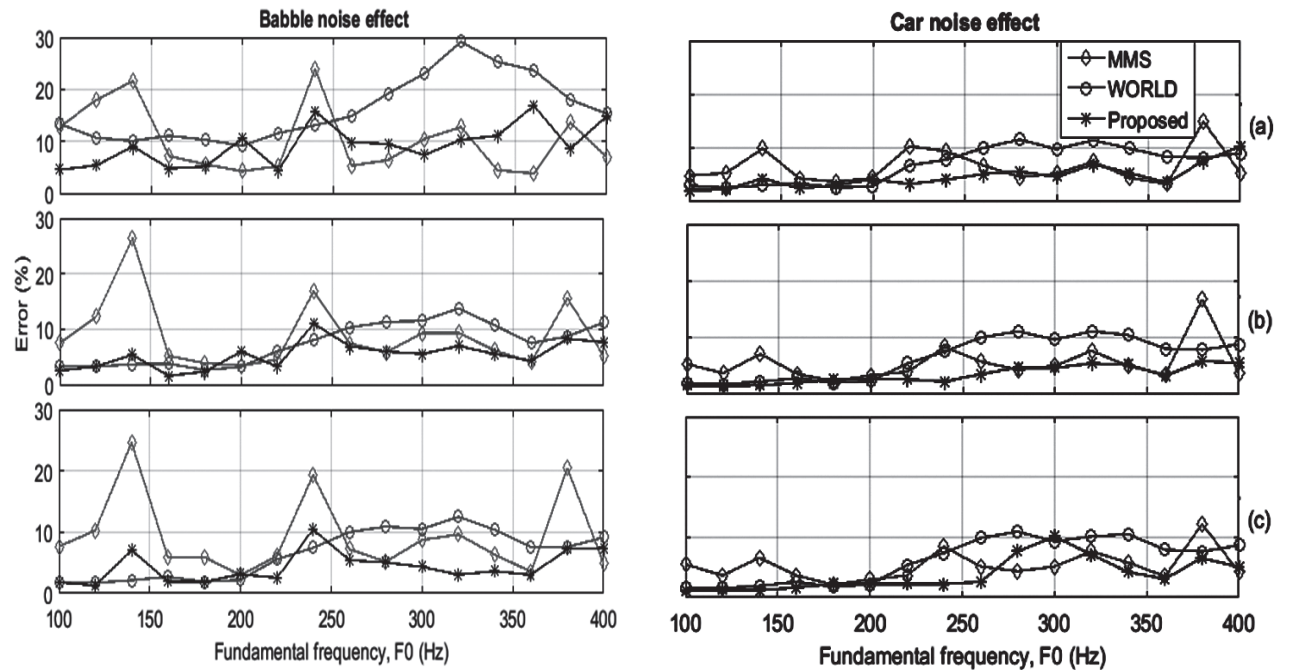 Babble noise effect
30
20
10
0
30
20
10
0
30
20
10
0
Error (%)
100 150 200 250 300 350 400
Fundamental frequency, F0 (Hz)
Car noise effect
MMS
WORLD
Proposed
(a)
(b)
(c)
100 150 200 250 300 350 400
Fundamental frequency, F0 (Hz)